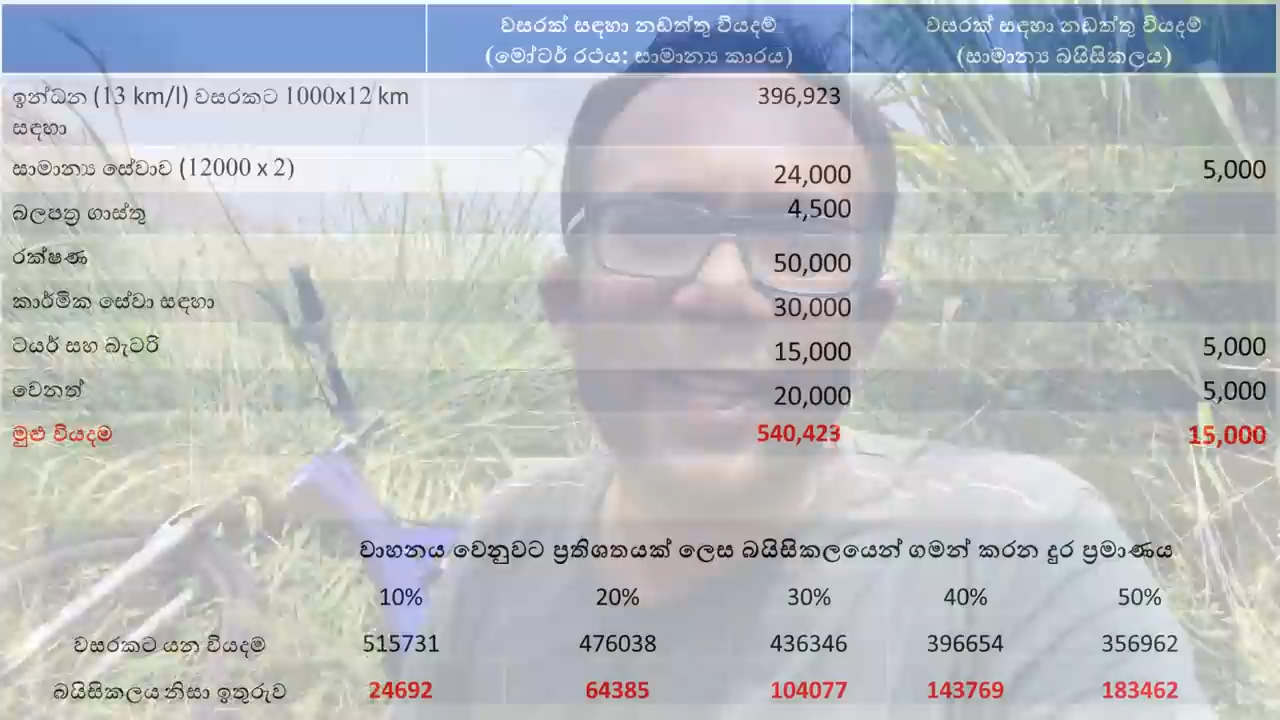 වසරක් සඳහා නඩත්තු වියදම්
(මෝටර් රථය: සාමාන්‍ය කාරය)
වසරක් සඳහා නඩත්තු වියදම්
(සාමාන්‍ය බයිසිකලය)
ඉන්ධන (13 km/l) වසරකට 1000x12 km
සඳහා
396,923
සාමාන්‍ය සේවාව (12000 x 2) 24,000 5,000
බලපත්‍ර ගාස්තු 4,500
රක්ෂණ 50,000
කාර්මික සේවා සඳහා 30,000
ටයර් සහ බැටරි 15,000 5,000
වෙනත් 20,000 5,000
මුළු වියදම 540,423 15,000
වාහනය වෙනුවට ප්‍රතිශතයක් ලෙස බයිසිකලයෙන් ගමන් කරන දුර ප්‍රමාණය
10% 20% 30% 40% 50%
වසරකට යන වියදම 515731 476038 436346 396654 356962
බයිසිකලය නිසා ඉතුරුව 24692 64385 104077 143769 183462